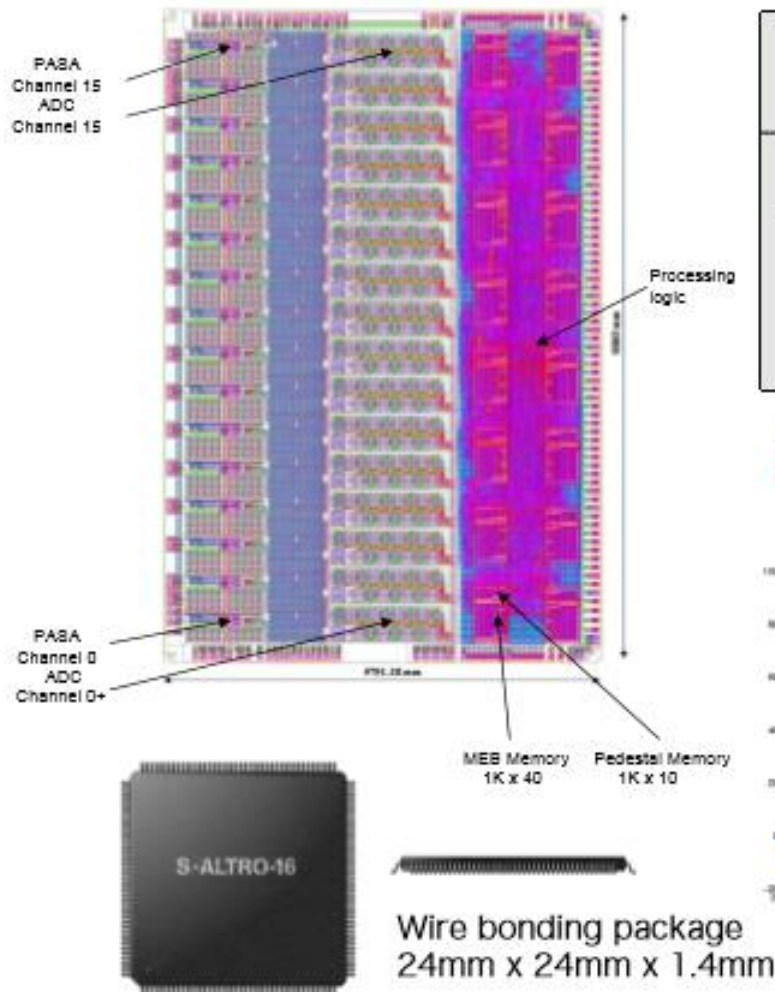 PASA
Channel 15
ADC
Channel 15
Processing
logic
PASA
Channel 0
ADC
Channel 0+
MEB Memory
1K x 40
Pedestal Memory
1K x 10
S-ALTRO-16
Wire bonding package
24mm x 24mm x 1.4mm